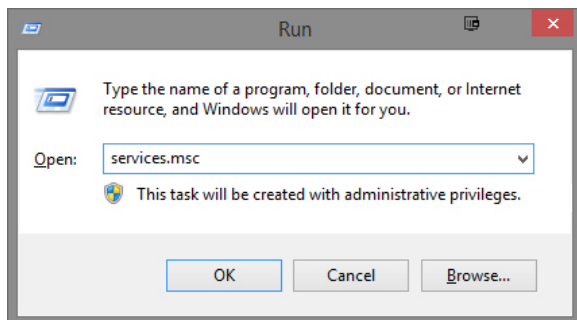 Run
Type the name of a program, folder, document, or Internet
resource, and Windows will open it for you.
Open: services.msc
This task will be created with administrative privileges.
OK Cancel Browse...